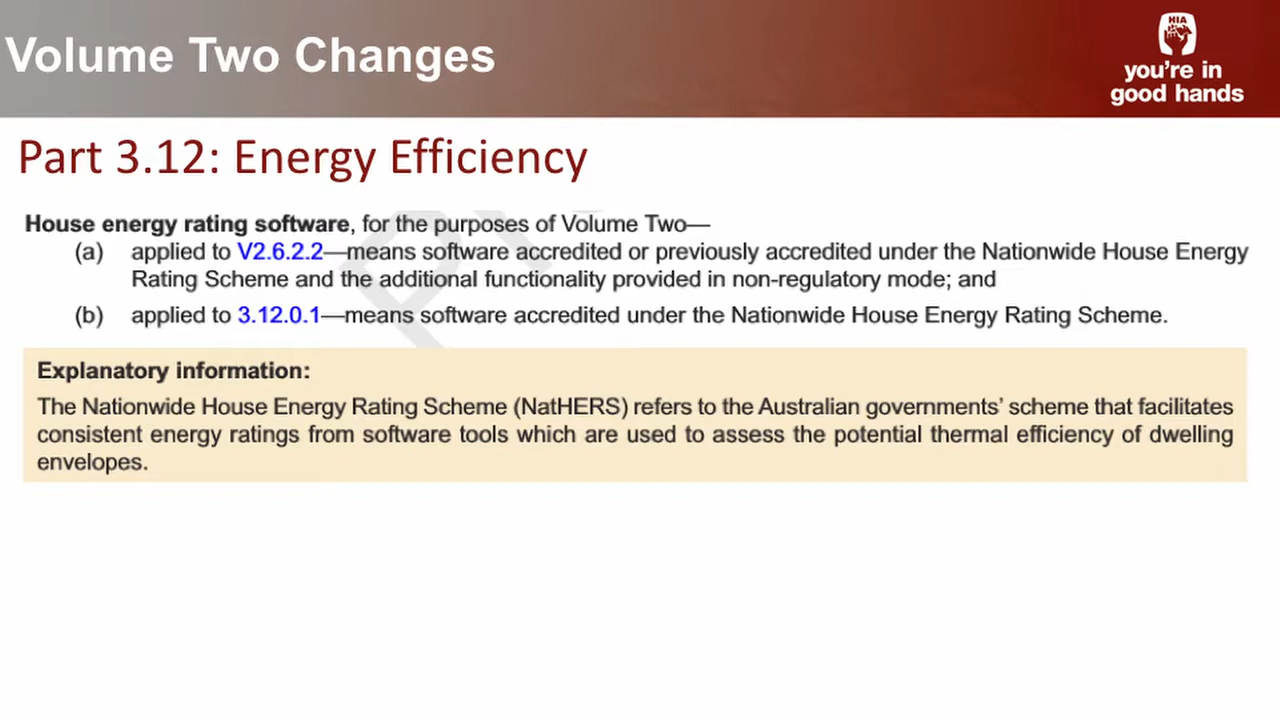 Volume Two Changes
HIA
you're in
good hands
Part 3.12: Energy Efficiency
House energy rating software, for the purposes of Volume Two—
(a) applied to V2.6.2.2—means software accredited or previously accredited under the Nationwide House Energy
Rating Scheme and the additional functionality provided in non-regulatory mode; and
(b) applied to 3.12.0.1—means software accredited under the Nationwide House Energy Rating Scheme.
Explanatory information:
The Nationwide House Energy Rating Scheme (NatHERS) refers to the Australian governments' scheme that facilitates
consistent energy ratings from software tools which are used to assess the potential thermal efficiency of dwelling
envelopes.